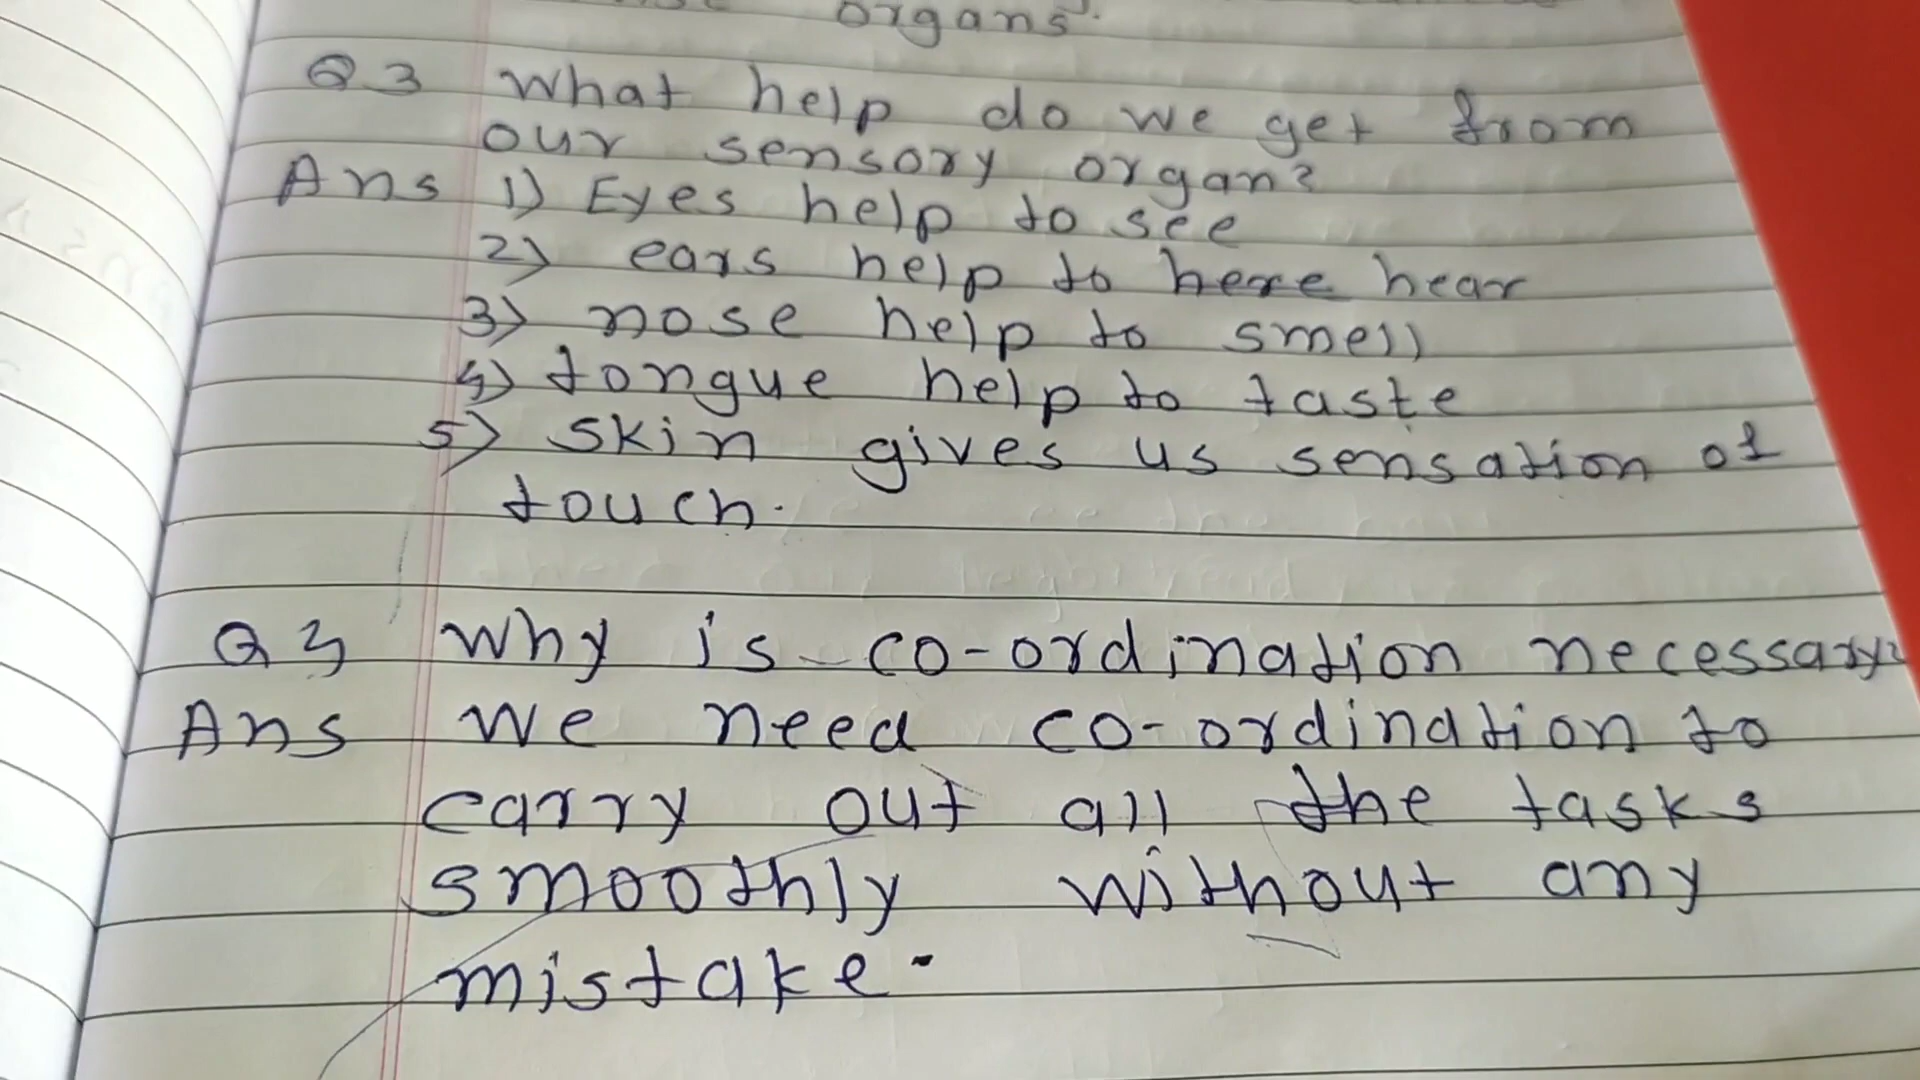 organs.
Q3 What help do we get from
our sensory organ?
Ans 1) Eyes help to see
2) ears help to here hear
3) nose help to smell
4) tongue help to taste
5) skin gives us sensation of
touch.
Q4 Why is co-ordination necessary?
Ans We need co-ordination to
carry out all the tasks
smoothly without any
mistake.